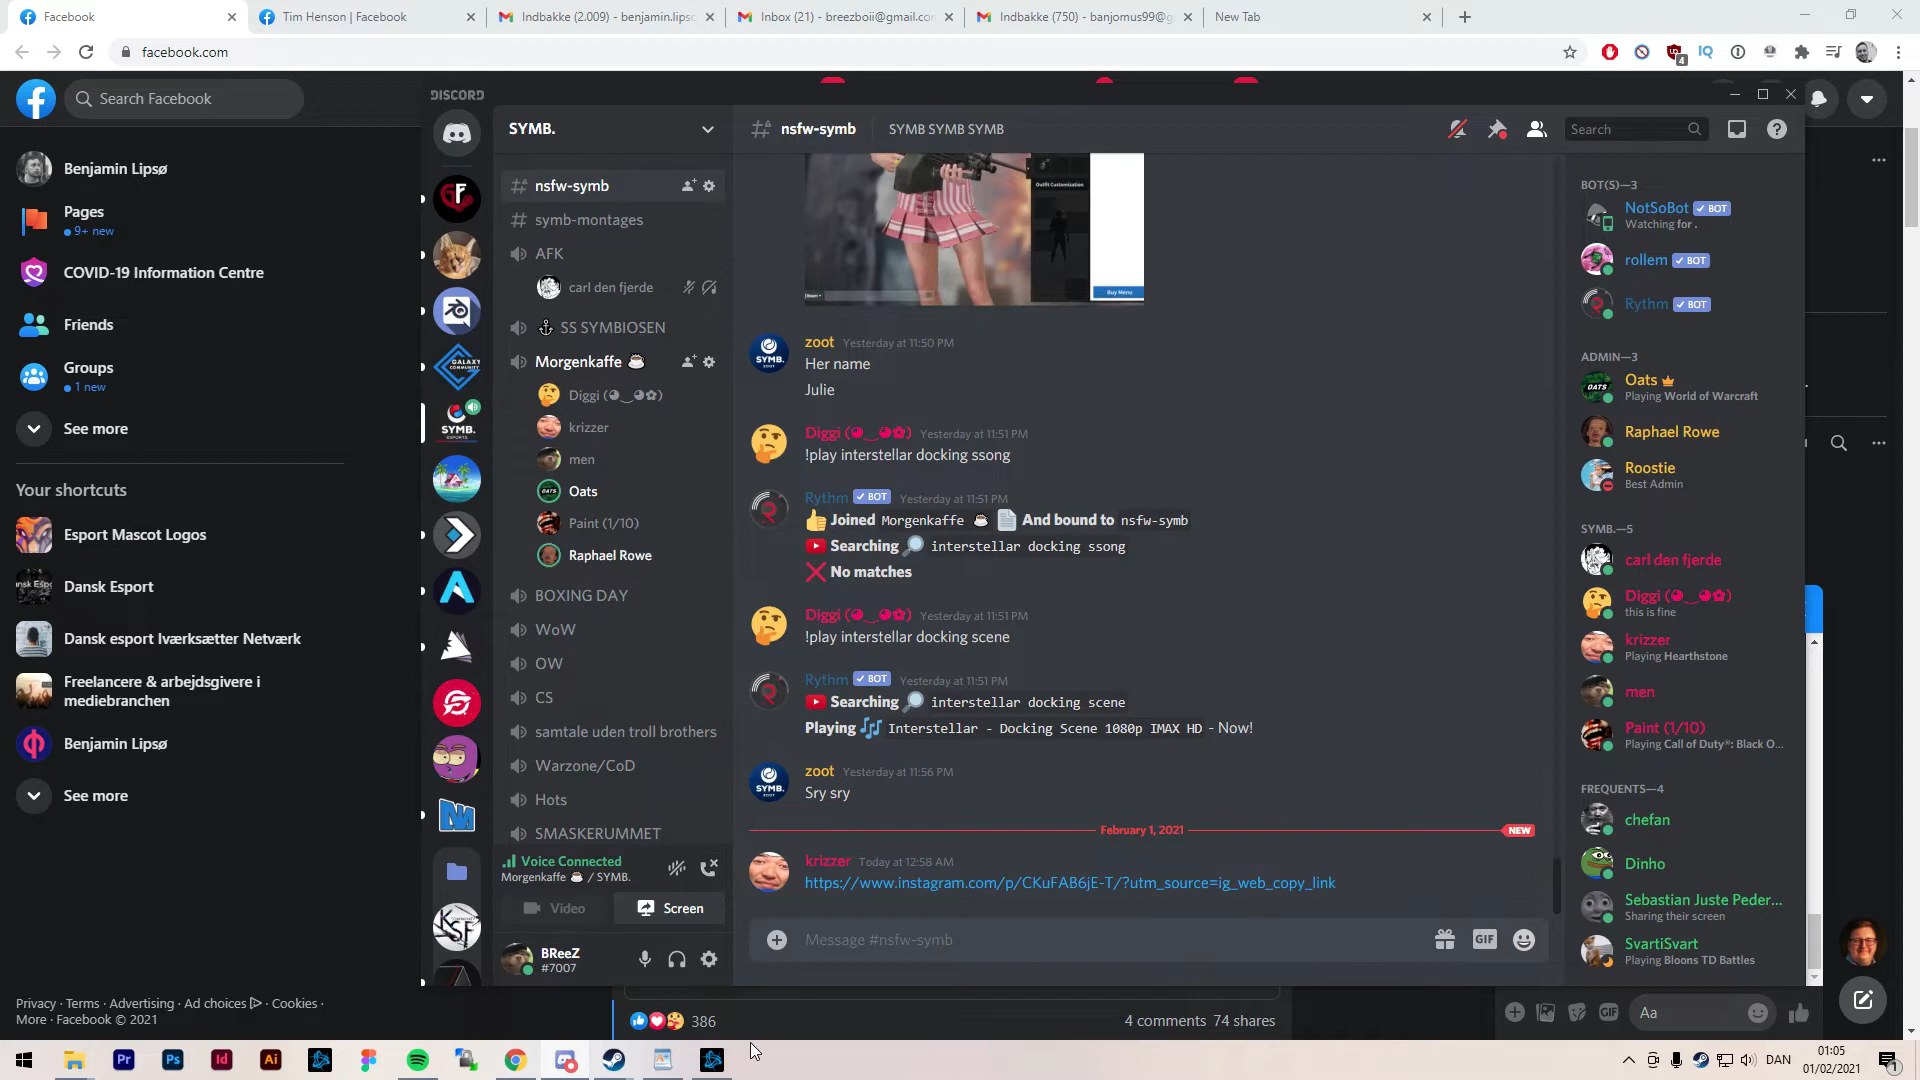 Facebook
Tim Henson | Facebook
Indbakke (2.009) - benjamin.lipsc
Inbox (21) - breezboii@gmail.co
Indbakke (750) - banjomus99@g
New Tab
facebook.com
4
Search Facebook
Benjamin Lipsø
Pages
9+ new
COVID-19 Information Centre
Friends
Groups
1 new
See more
Your shortcuts
Esport Mascot Logos
Dansk Esport
Dansk esport Iværksætter Netværk
Freelancere & arbejdsgivere i
mediebranchen
Benjamin Lipsø
See more
Privacy · Terms · Advertising · Ad choices · Cookies ·
More · Facebook © 2021
DISCORD
SYMB.
nsfw-symb
symb-montages
AFK
carl den fjerde
SS SYMBIOSEN
Morgenkaffe ☕
Diggi (◕‿◕✿)
krizzer
men
Oats
Paint (1/10)
Raphael Rowe
BOXING DAY
WoW
OW
CS
samtale uden troll brothers
Warzone/CoD
Hots
SMASKERUMMET
Voice Connected
Morgenkaffe ☕ / SYMB.
Video
Screen
BReeZ
#7007
nsfw-symb
SYMB SYMB SYMB
Search
Outfit Customization
Buy Menu
zoot Yesterday at 11:50 PM
Her name
Julie
Diggi (◕‿◕✿) Yesterday at 11:51 PM
!play interstellar docking ssong
Rythm BOT Yesterday at 11:51 PM
👍 Joined Morgenkaffe ☕ 📄 And bound to nsfw-symb
Searching 🔎 interstellar docking ssong
❌ No matches
Diggi (◕‿◕✿) Yesterday at 11:51 PM
!play interstellar docking scene
Rythm BOT Yesterday at 11:51 PM
Searching 🔎 interstellar docking scene
Playing 🎶 Interstellar - Docking Scene 1080p IMAX HD - Now!
zoot Yesterday at 11:56 PM
Sry sry
February 1, 2021
NEW
krizzer Today at 12:58 AM
https://www.instagram.com/p/CKuFAB6jE-T/?utm_source=ig_web_copy_link
Message #nsfw-symb
GIF
BOT(S)—3
NotSoBot BOT
Watching for .
rollem BOT
Rythm BOT
ADMIN—3
Oats
Playing World of Warcraft
Raphael Rowe
Roostie
Best Admin
SYMB.—5
carl den fjerde
Diggi (◕‿◕✿)
this is fine
krizzer
Playing Hearthstone
men
Paint (1/10)
Playing Call of Duty®: Black O...
FREQUENTS—4
chefan
Dinho
Sebastian Juste Peder...
Sharing their screen
SvartiSvart
Playing Bloons TD Battles
386
4 comments 74 shares
GIF
Aa
Pr
Ps
Id
Ai
DAN
01:05
01/02/2021
1